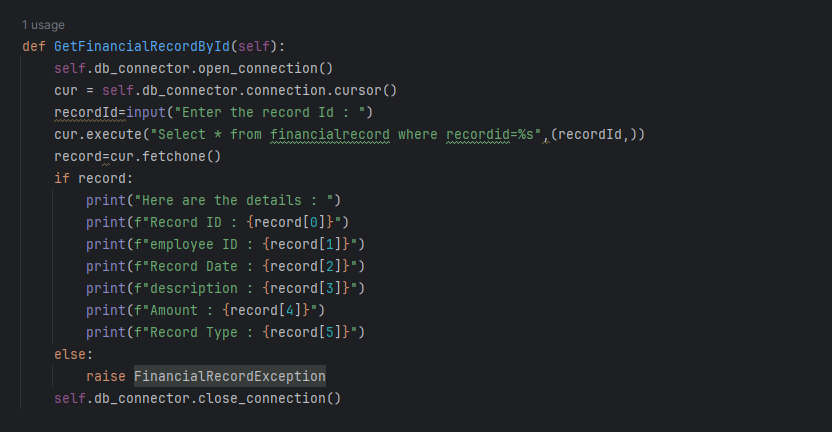 1 usage
def GetFinancialRecordById(self):
    self.db_connector.open_connection()
    cur = self.db_connector.connection.cursor()
    recordId=input("Enter the record Id : ")
    cur.execute("Select * from financialrecord where recordid=%s",(recordId,))
    record=cur.fetchone()
    if record:
        print("Here are the details : ")
        print(f"Record ID : {record[0]}")
        print(f"employee ID : {record[1]}")
        print(f"Record Date : {record[2]}")
        print(f"description : {record[3]}")
        print(f"Amount : {record[4]}")
        print(f"Record Type : {record[5]}")
    else:
        raise FinancialRecordException
    self.db_connector.close_connection()